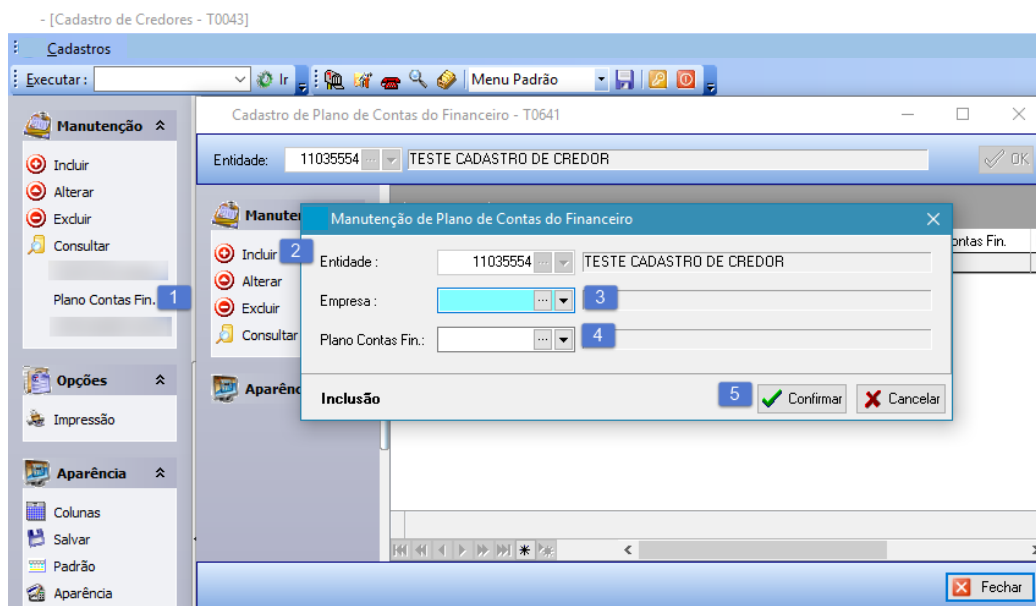 - [Cadastro de Credores - T0043]
Cadastros
Executar : Ir Menu Padrão
Manutenção
Incluir
Alterar
Excluir
Consultar
Plano Contas Fin. 1
Opções
Impressão
Aparência
Colunas
Salvar
Padrão
Aparência
Cadastro de Plano de Contas do Financeiro - T0641
Entidade: 11035554 TESTE CADASTRO DE CREDOR OK
Incluir 2
Alterar
Excluir
Consultar
Fin.
Manutenção de Plano de Contas do Financeiro
Entidade : 11035554 TESTE CADASTRO DE CREDOR
Empresa : 3
Plano Contas Fin.: 4
Inclusão 5 Confirmar Cancelar
Fechar